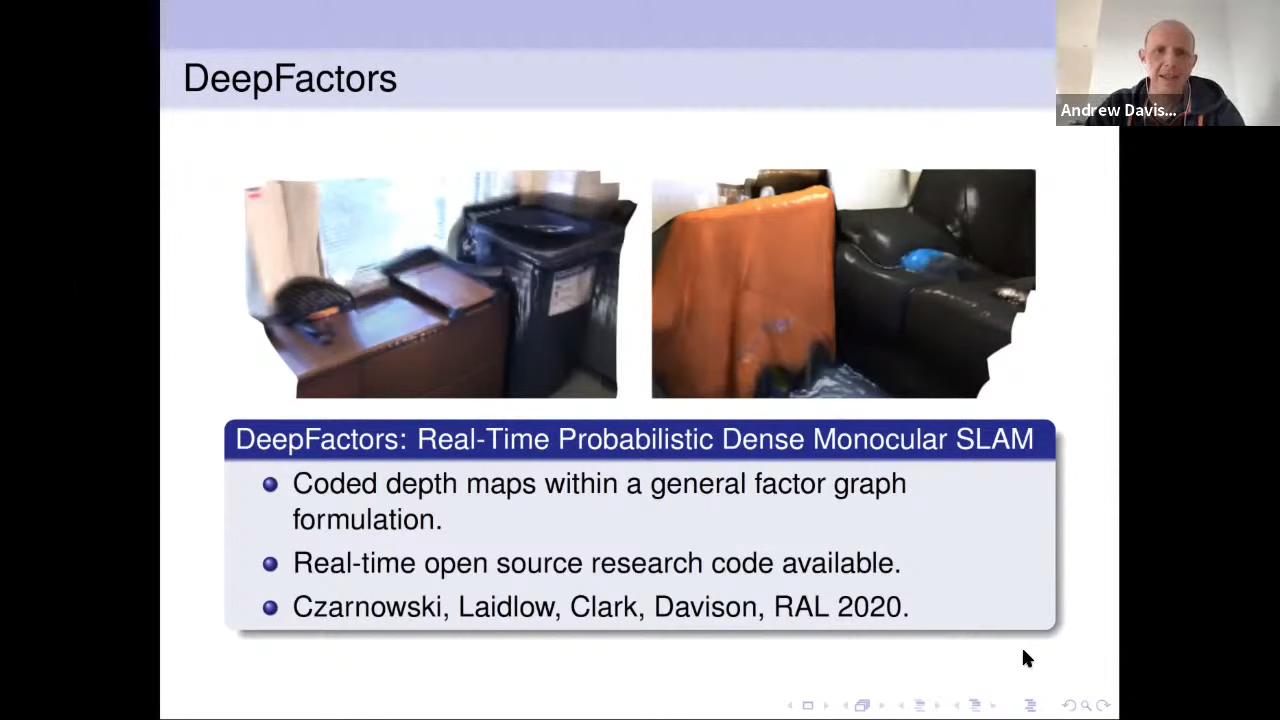 DeepFactors
Andrew Davis...
DeepFactors: Real-Time Probabilistic Dense Monocular SLAM
Coded depth maps within a general factor graph
formulation.
Real-time open source research code available.
Czarnowski, Laidlow, Clark, Davison, RAL 2020.